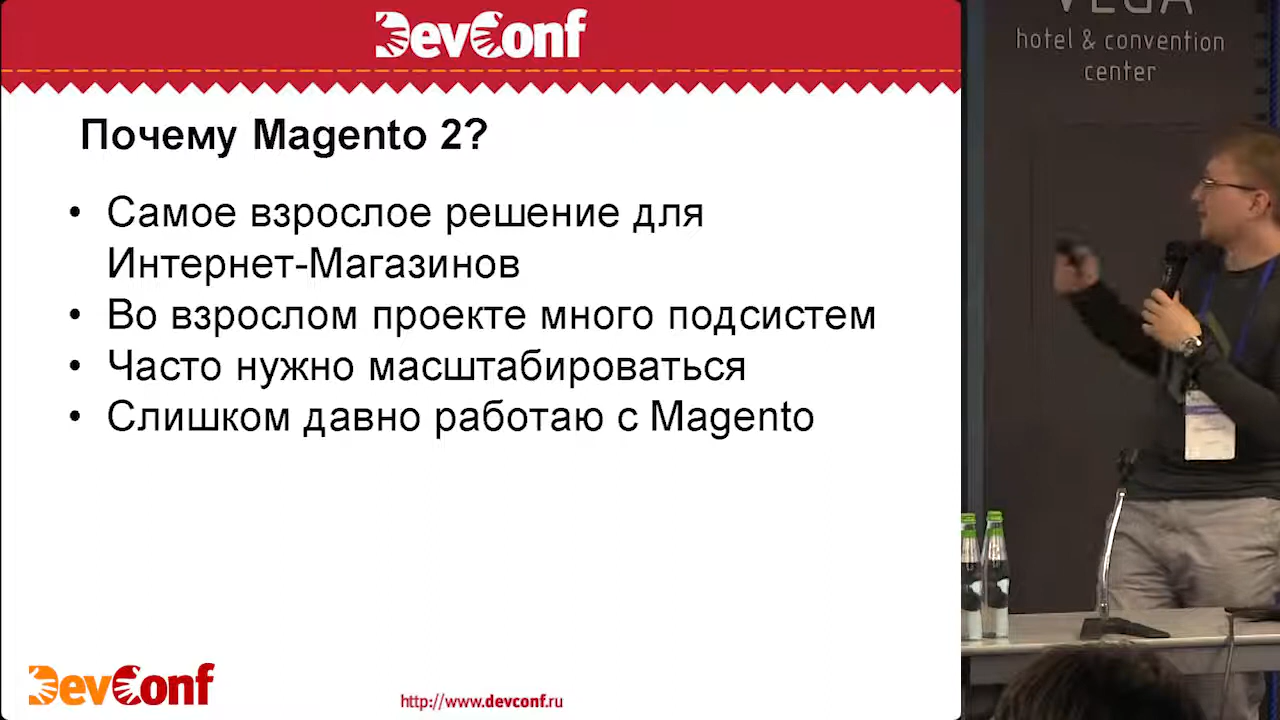 DevConf
VEGA
hotel & convention
center
Почему Magento 2?
• Самое взрослое решение для
Интернет-Магазинов
• Во взрослом проекте много подсистем
• Часто нужно масштабироваться
• Слишком давно работаю с Magento
DevConf
http://www.devconf.ru